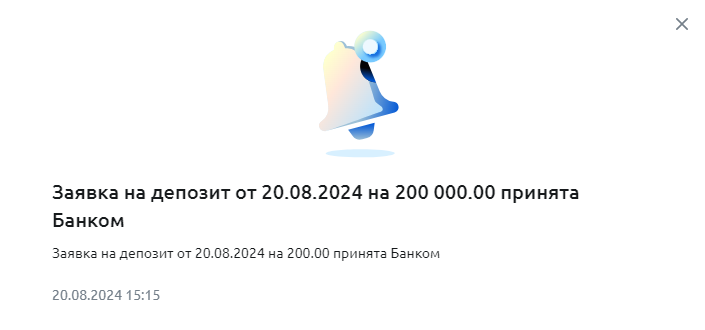 Заявка на депозит от 20.08.2024 на 200 000.00 принята
Банком
Заявка на депозит от 20.08.2024 на 200.00 принята Банком
20.08.2024 15:15